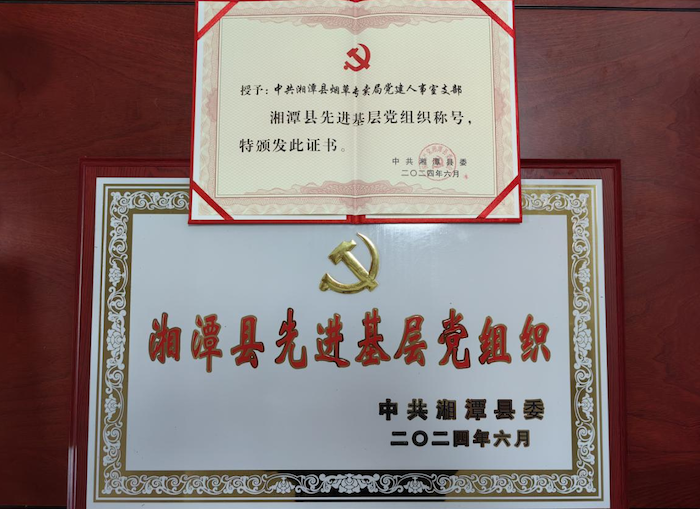 授予：中共湘潭县烟草专卖局党建人事室支部
湘潭县先进基层党组织称号，
特颁发此证书。
中共湘潭县委
二〇二四年六月
湘潭县先进基层党组织
中共湘潭县委
二〇二四年六月